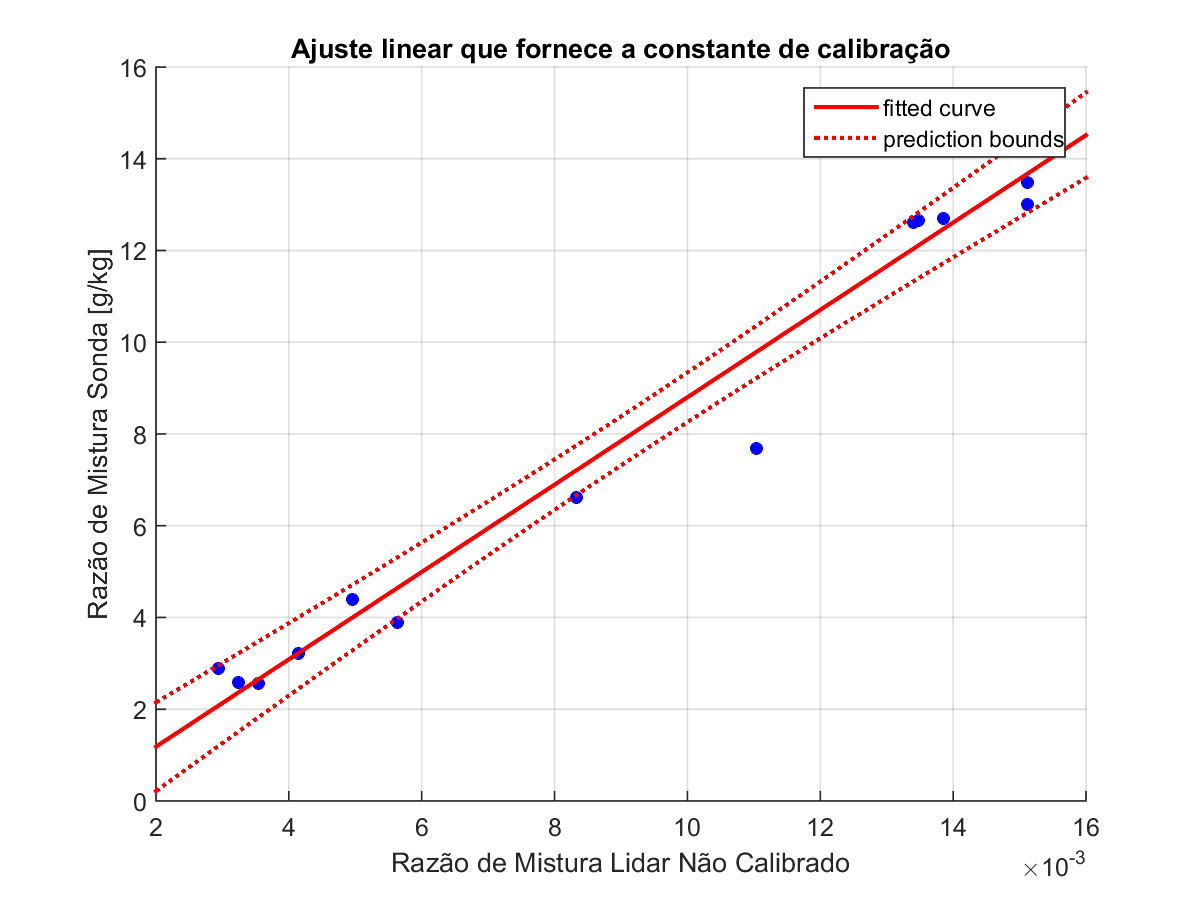 Ajuste linear que fornece a constante de calibração
fitted curve
prediction bounds
Razão de Mistura Sonda [g/kg]
16
14
12
10
8
6
4
2
0
2 4 6 8 10 12 14 16
Razão de Mistura Lidar Não Calibrado
×10⁻³